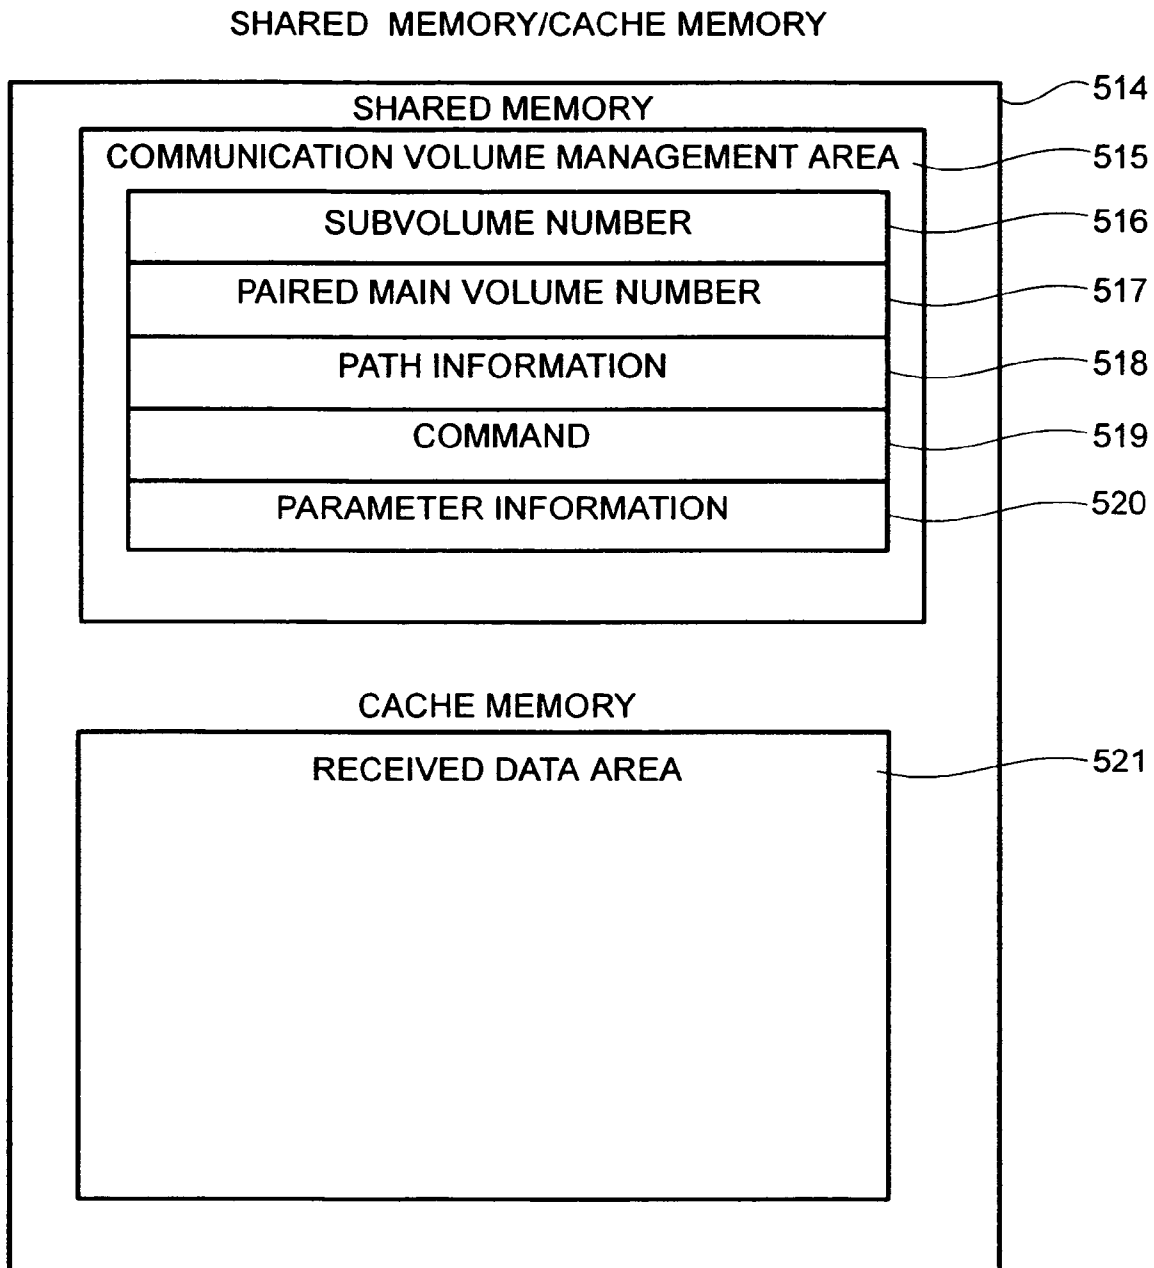 SHARED MEMORY/CACHE MEMORY
514
SHARED MEMORY
COMMUNICATION VOLUME MANAGEMENT AREA
515
SUBVOLUME NUMBER
516
PAIRED MAIN VOLUME NUMBER
517
PATH INFORMATION
518
COMMAND
519
PARAMETER INFORMATION
520
CACHE MEMORY
RECEIVED DATA AREA
521